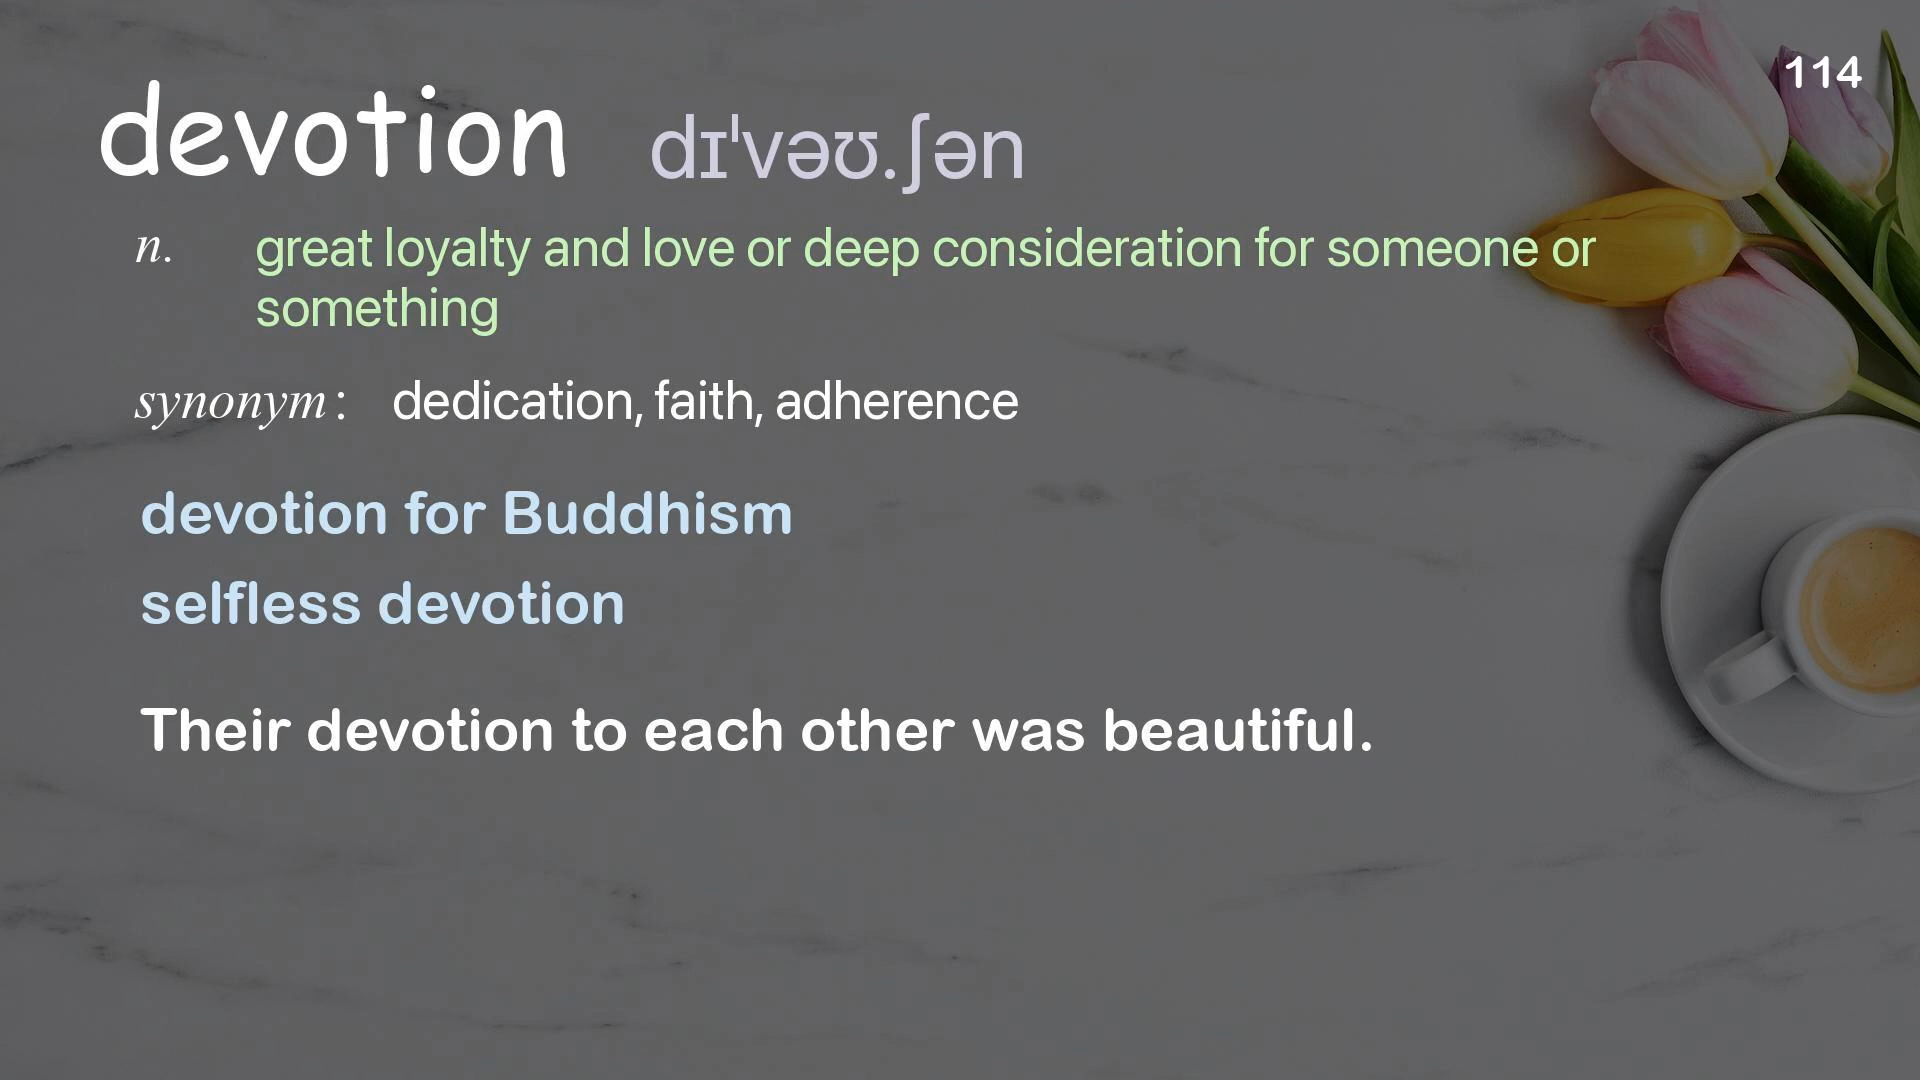 114
devotion dɪˈvəʊ.ʃən
n. great loyalty and love or deep consideration for someone or
something
synonym : dedication, faith, adherence
devotion for Buddhism
selfless devotion
Their devotion to each other was beautiful.